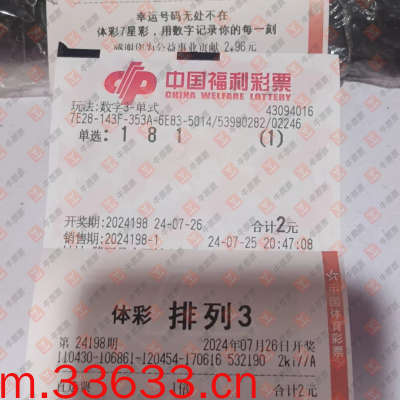 幸运号码无处不在
体彩7星彩，用数字记录你的每一刻
感谢您为公益事业贡献 2.96元
中国福利彩票
CHINA WELFARE LOTTERY
玩法:数字3-单式 43094016
7E28-143F-353A-6E83-5014/53990282/02246
单选: 1 8 1 (1)
开奖期:2024198 24-07-26 合计2元
销售期:2024198-1 24-07-25 20:47:08
体彩 排列3
第 24198期 2024年07月26日开奖
110430-106861-120454-170616 532190 2ki//A
合计2元
中国体育彩票
m.33633.cn